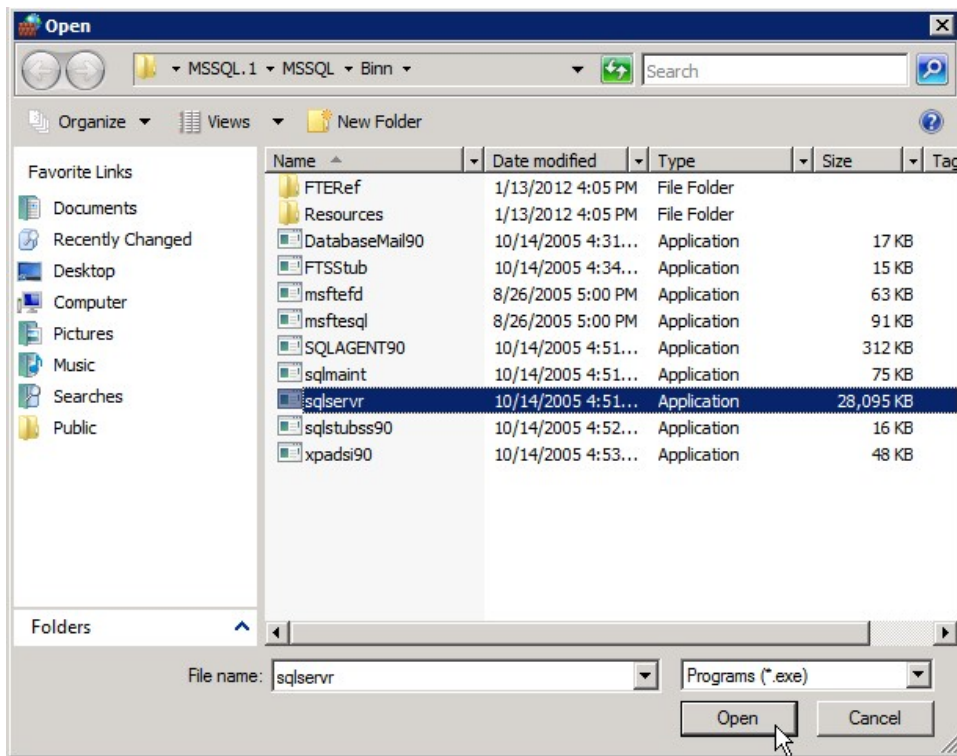 Open
MSSQL.1 MSSQL Binn
Search
Organize Views New Folder
Favorite Links
Documents
Recently Changed
Desktop
Computer
Pictures
Music
Searches
Public
Folders
Name Date modified Type Size Tag
FTERef 1/13/2012 4:05 PM File Folder
Resources 1/13/2012 4:05 PM File Folder
DatabaseMail90 10/14/2005 4:31... Application 17 KB
FTSStub 10/14/2005 4:34... Application 15 KB
msftefd 8/26/2005 5:00 PM Application 63 KB
msftesql 8/26/2005 5:00 PM Application 91 KB
SQLAGENT90 10/14/2005 4:51... Application 312 KB
sqlmaint 10/14/2005 4:51... Application 75 KB
sqlservr 10/14/2005 4:51... Application 28,095 KB
sqlstubss90 10/14/2005 4:52... Application 16 KB
xpadsi90 10/14/2005 4:53... Application 48 KB
File name: sqlservr Programs (*.exe)
Open Cancel